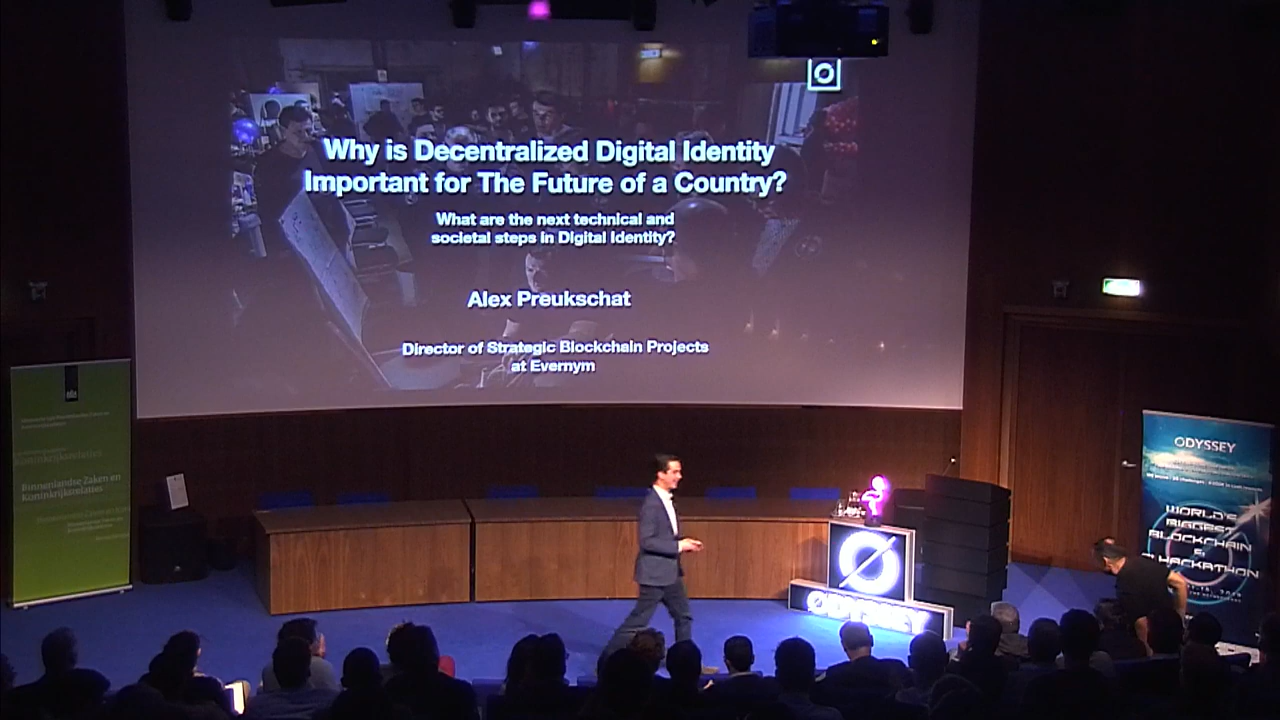 Why is Decentralized Digital Identity
Important for The Future of a Country?
What are the next technical and
societal steps in Digital Identity?
Alex Preukschat
Director of Strategic Blockchain Projects
at Evernym
Binnenlandse Zaken en
Koninkrijksrelaties
ODYSSEY
ODYSSEY
WORLD'S
BIGGEST
BLOCKCHAIN
&
HACKATHON